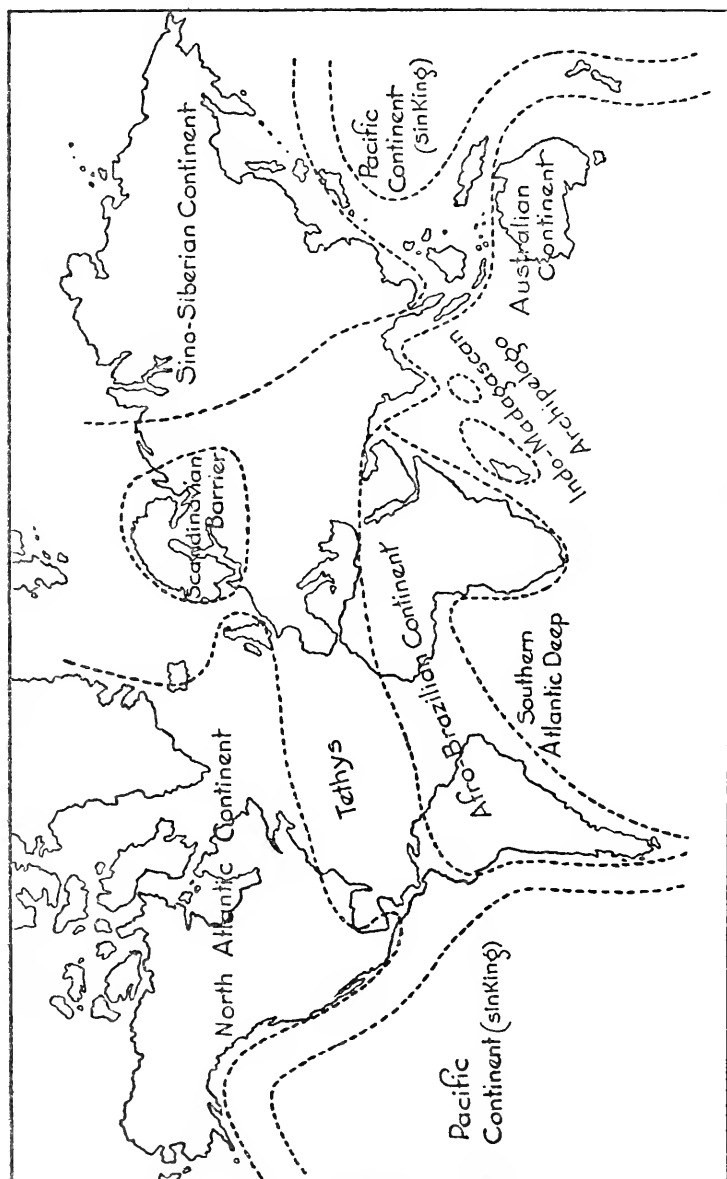 North Atlantic Continent
Scandinavian
Barrier
Sino-Siberian Continent
Pacific
Continent
(sinking)
Tethys
Afro-Brazilian Continent
Southern
Atlantic Deep
Indo-Madagascan
Archipelago
Australian
Continent
Pacific
Continent (sinking)